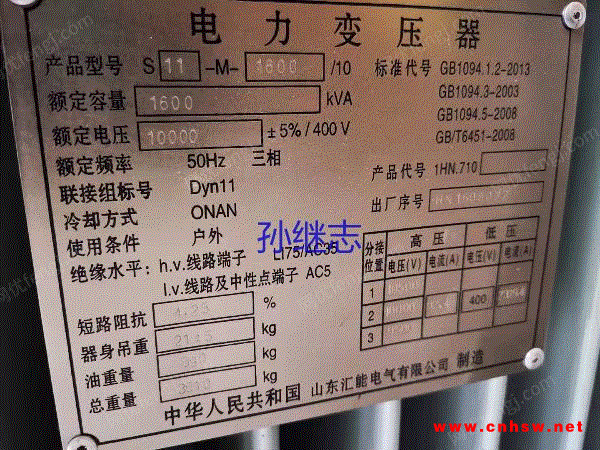 电力变压器
产品型号 S 11 -M- 1600 /10 标准代号 GB1094.1.2-2013
额定容量 1600 kVA GB1094.3-2003
额定电压 10000 ±5%/400V GB1094.5-2008
GB/T6451-2008
额定频率 50Hz 三相
产品代号 1HN.710
联接组标号 Dyn11
出厂序号
冷却方式 ONAN
使用条件 户外
绝缘水平: h.v.线路端子 LI75/AC35
l.v.线路及中性点端子 AC5
分接位置 高压 低压
电压(V) 电流(A) 电压(V) 电流(A)
1
2 400
3
短路阻抗 %
器身吊重 kg
油重量 kg
总重量 kg
中华人民共和国 山东汇能电气有限公司 制造
孙继志
www.cnhsw.net